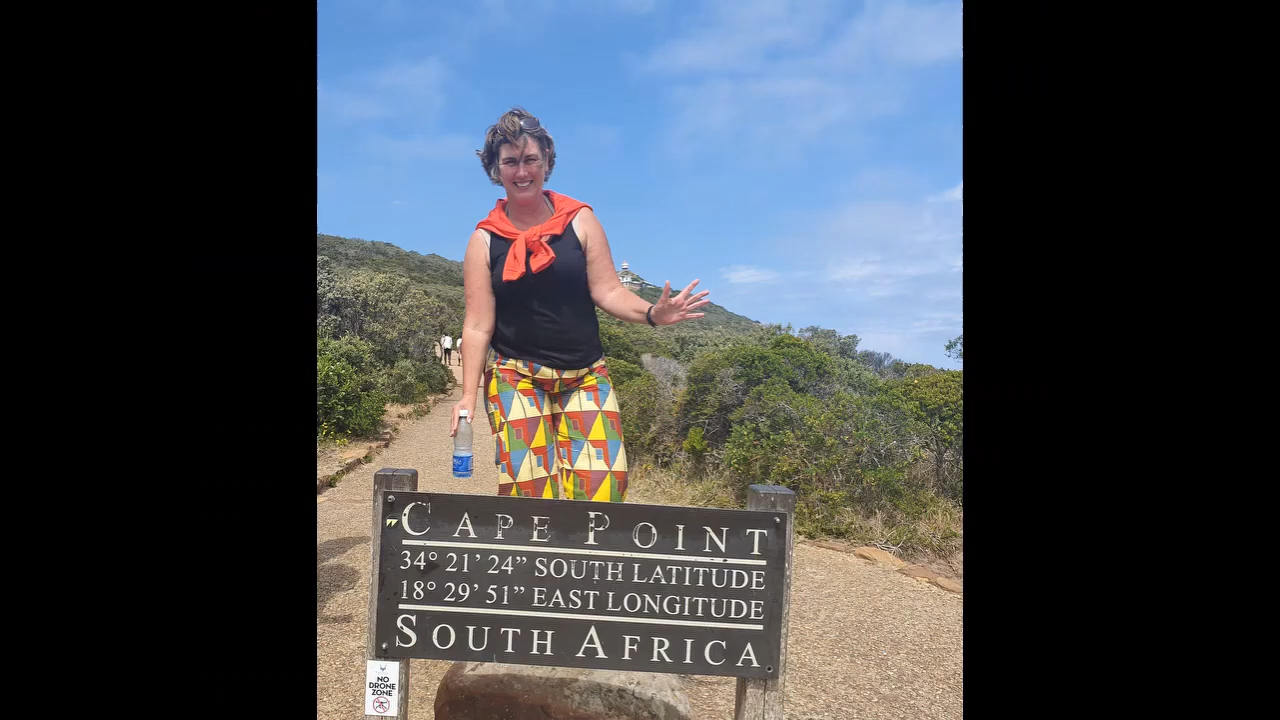 CAPE POINT
34° 21' 24" SOUTH LATITUDE
18° 29' 51" EAST LONGITUDE
SOUTH AFRICA
NO
DRONE
ZONE